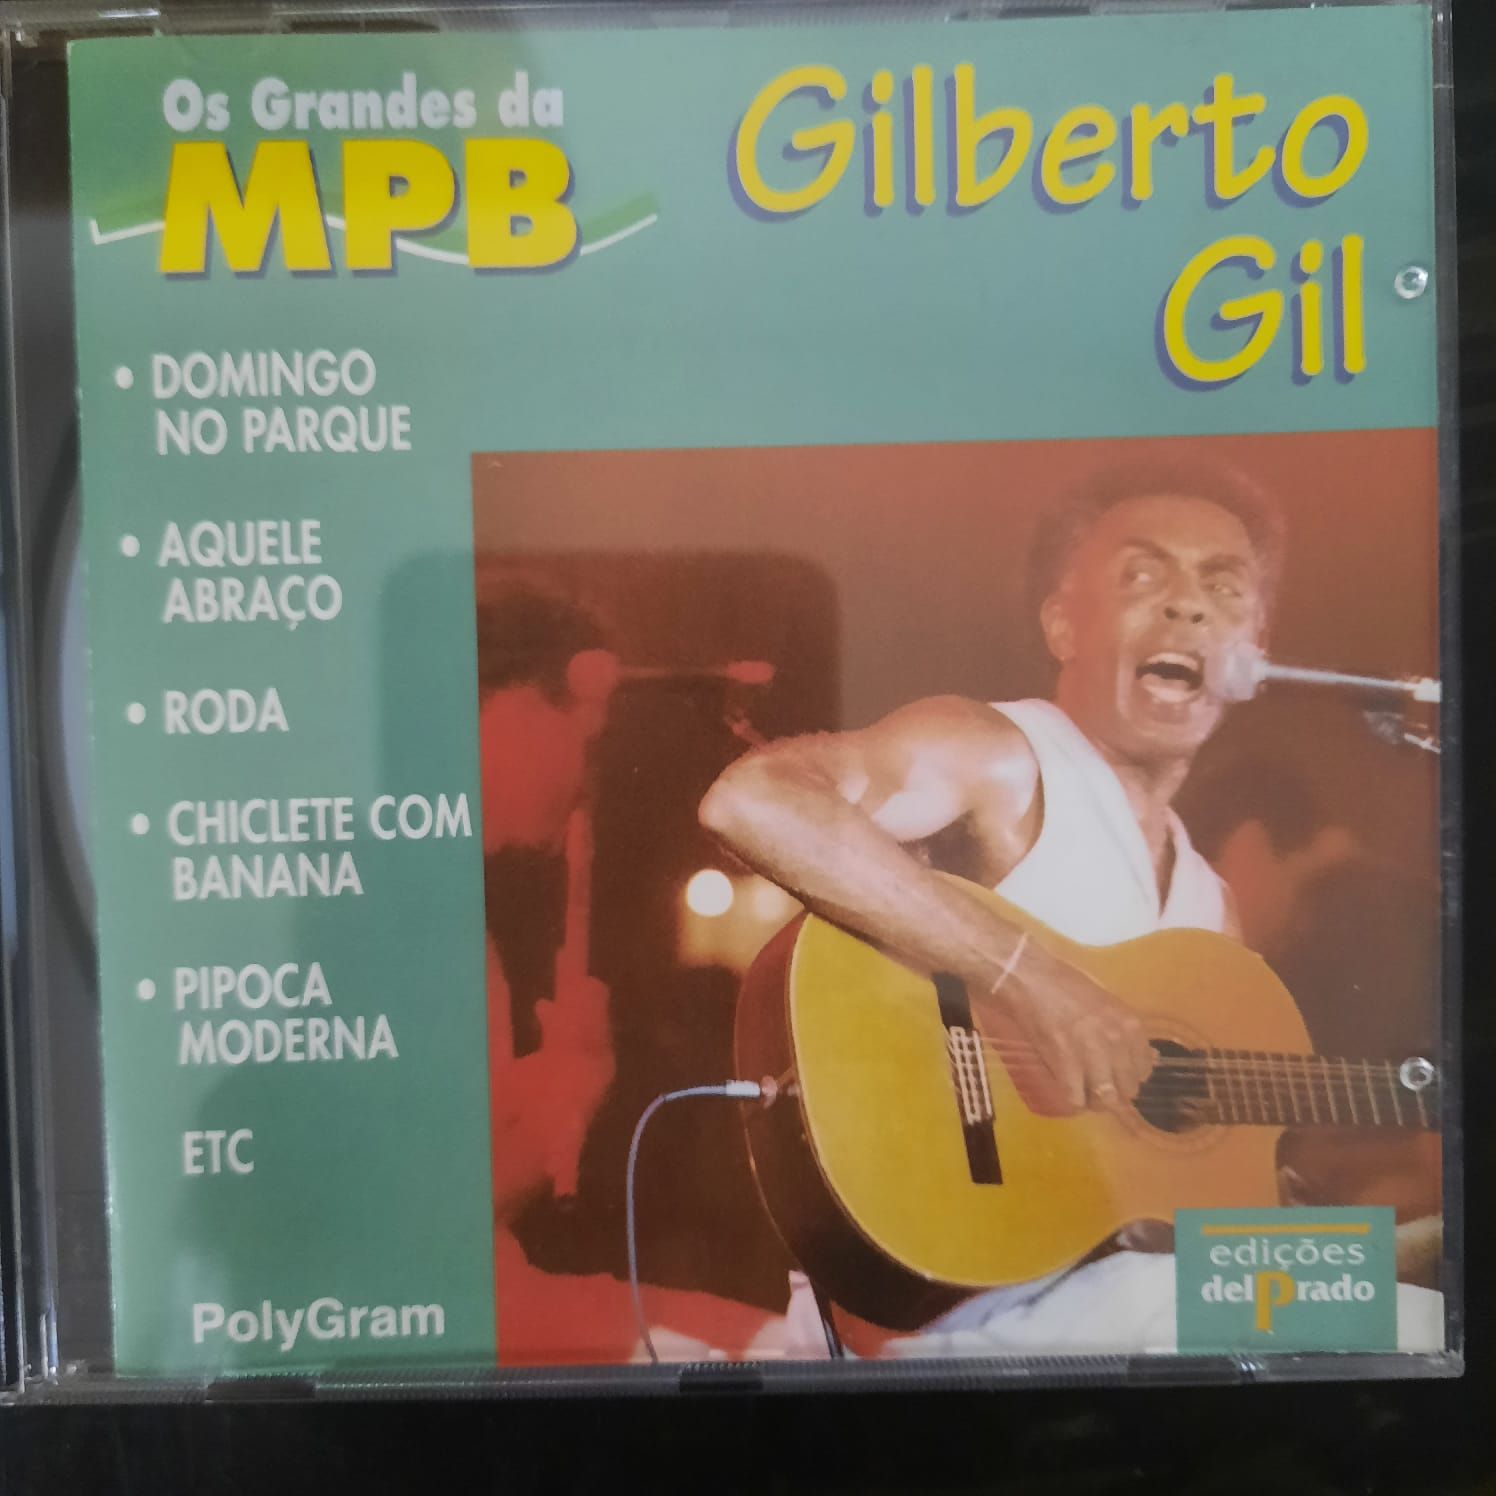 Os Grandes da
MPB
Gilberto
Gil
• DOMINGO
NO PARQUE
• AQUELE
ABRAÇO
• RODA
• CHICLETE COM
BANANA
• PIPOCA
MODERNA
ETC
PolyGram
edições
delPrado